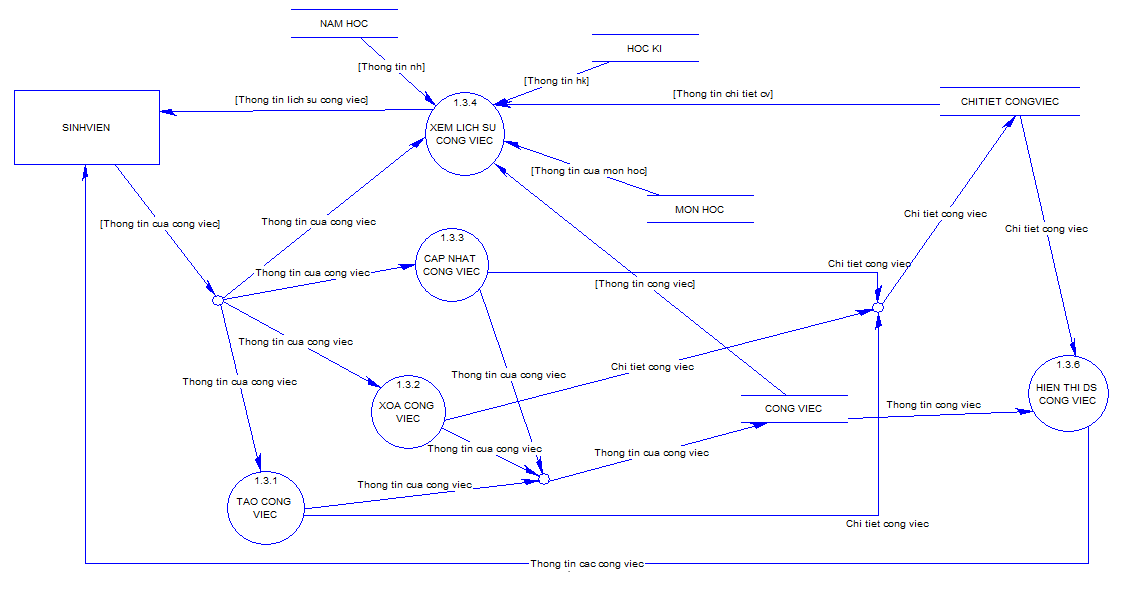 NAM HOC
HOC KI
[Thong tin nh]
[Thong tin hk]
1.3.4
XEM LICH SU
CONG VIEC
[Thong tin lich su cong viec]
[Thong tin chi tiet cv]
CHITIET CONGVIEC
SINHVIEN
[Thong tin cua mon hoc]
MON HOC
[Thong tin cua cong viec]
Thong tin cua cong viec
Chi tiet cong viec
Chi tiet cong viec
1.3.3
CAP NHAT
CONG VIEC
Thong tin cua cong viec
Chi tiet cong viec
[Thong tin cong viec]
Thong tin cua cong viec
Thong tin cua cong viec
1.3.2
XOA CONG
VIEC
Thong tin cua cong viec
Chi tiet cong viec
1.3.6
HIEN THI DS
CONG VIEC
CONG VIEC
Thong tin cong viec
Thong tin cua cong viec
Thong tin cua cong viec
1.3.1
TAO CONG
VIEC
Thong tin cua cong viec
Chi tiet cong viec
Thong tin cac cong viec